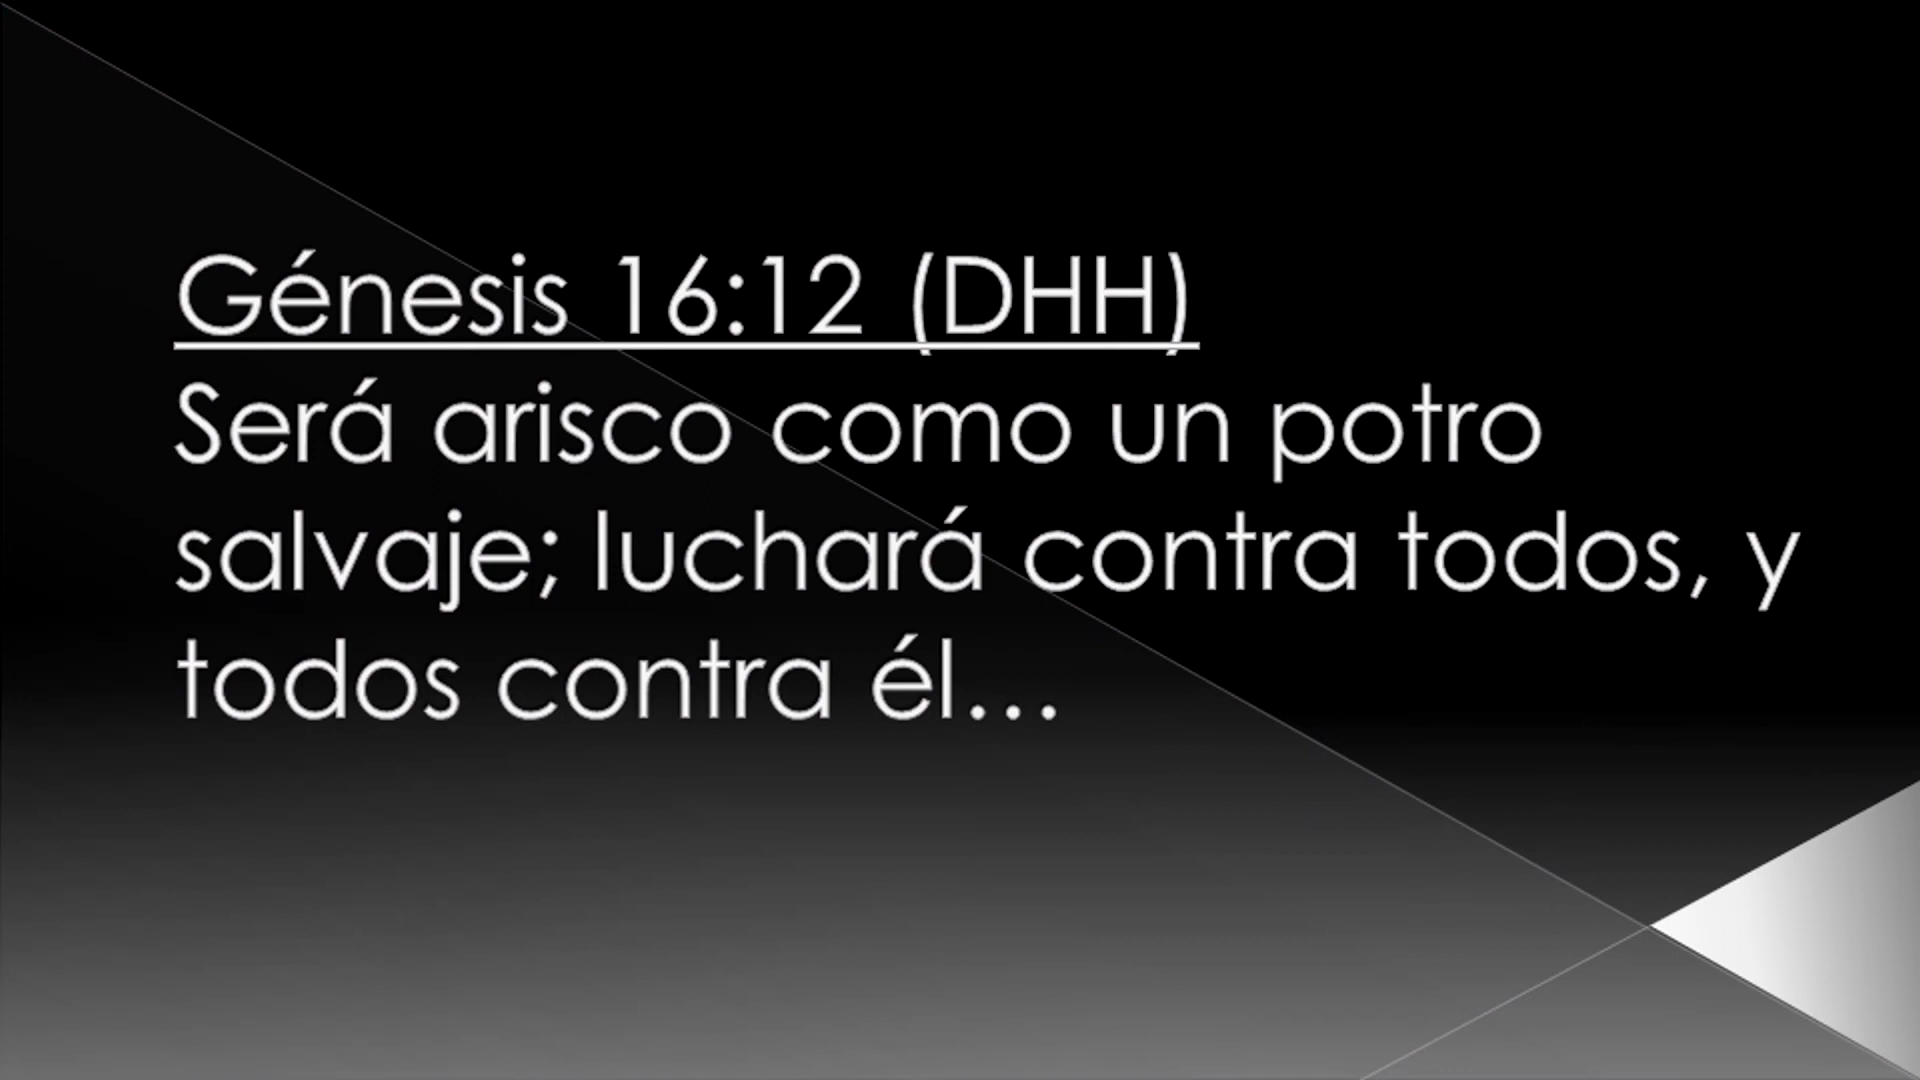 Génesis 16:12 (DHH)
Será arisco como un potro
salvaje; luchará contra todos, y
todos contra él...